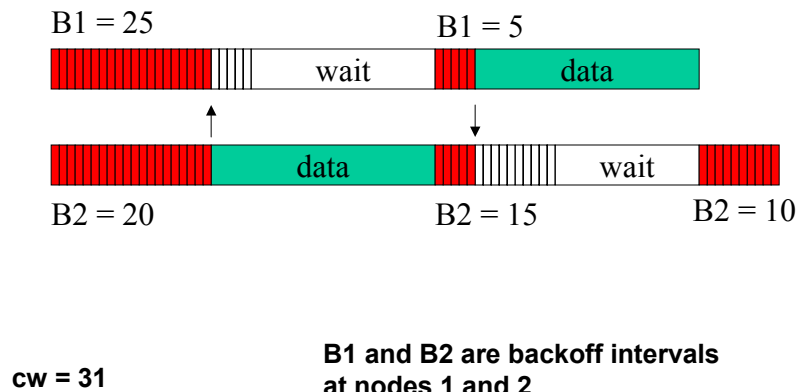 B1 = 25
B1 = 5
wait
data
data
wait
B2 = 20
B2 = 15
B2 = 10
cw = 31
B1 and B2 are backoff intervals
at nodes 1 and 2